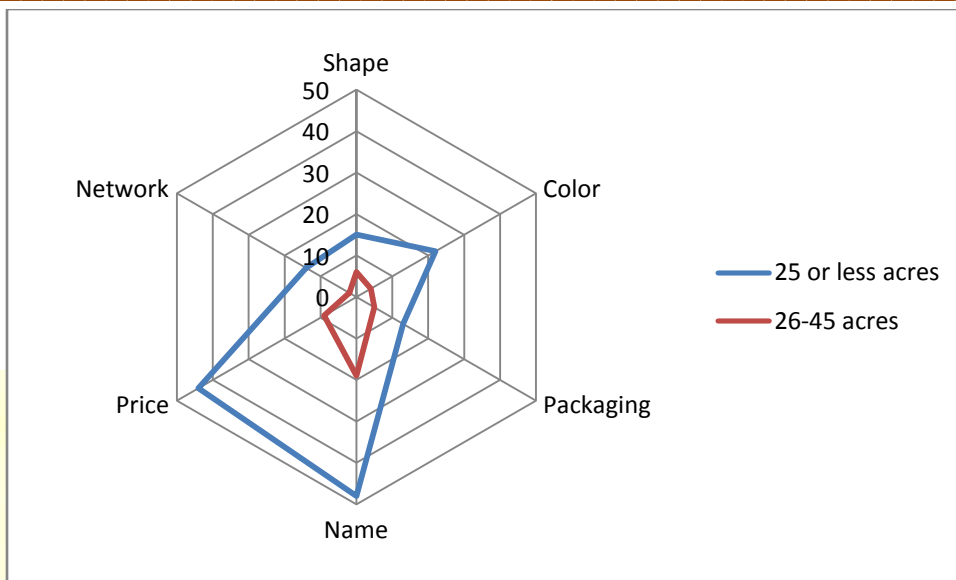 Shape
50
40
Network
30
Color
20
10
25 or less acres
0
26-45 acres
Price
Packaging
Name